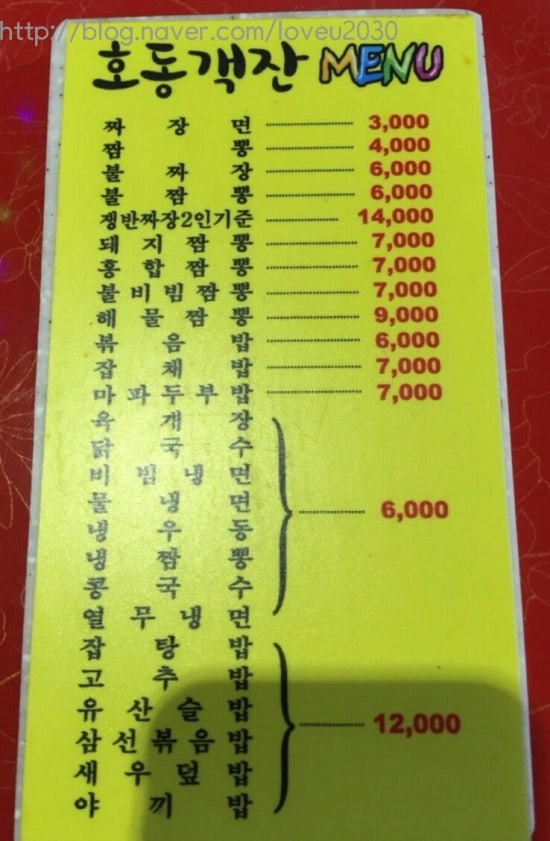 http://blog.naver.com/loveu2030
호동객잔 MENU
짜장면 3,000
짬뽕 4,000
불짜장 6,000
불짬뽕 6,000
쟁반짜장2인기준 14,000
돼지짬뽕 7,000
홍합짬뽕 7,000
불비빔짬뽕 7,000
해물짬뽕 9,000
볶음밥 6,000
잡채밥 7,000
마파두부밥 7,000
육개장
닭국수
비빔냉면
물냉면
냉우동
냉짬뽕
콩국수
열무냉면
6,000
잡탕밥
고추밥
유산슬밥
삼선볶음밥
새우덮밥
야끼밥
12,000